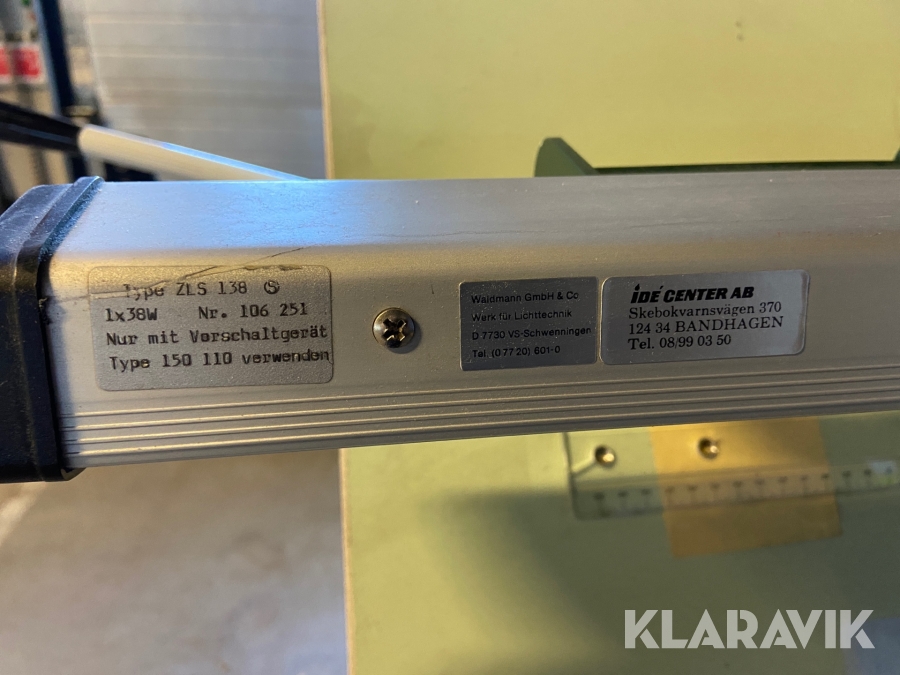 Type ZLS 138 Ⓢ
1x38W Nr. 106 251
Nur mit Vorschaltgerät
Type 150 110 verwenden
Waldmann GmbH & Co
Werk für Lichttechnik
D 7730 VS-Schwenningen
Tel. (0 77 20) 601-0
iDÉ CENTER AB
Skebokvarnsvägen 370
124 34 BANDHAGEN
Tel. 08/99 03 50
KLARAVIK